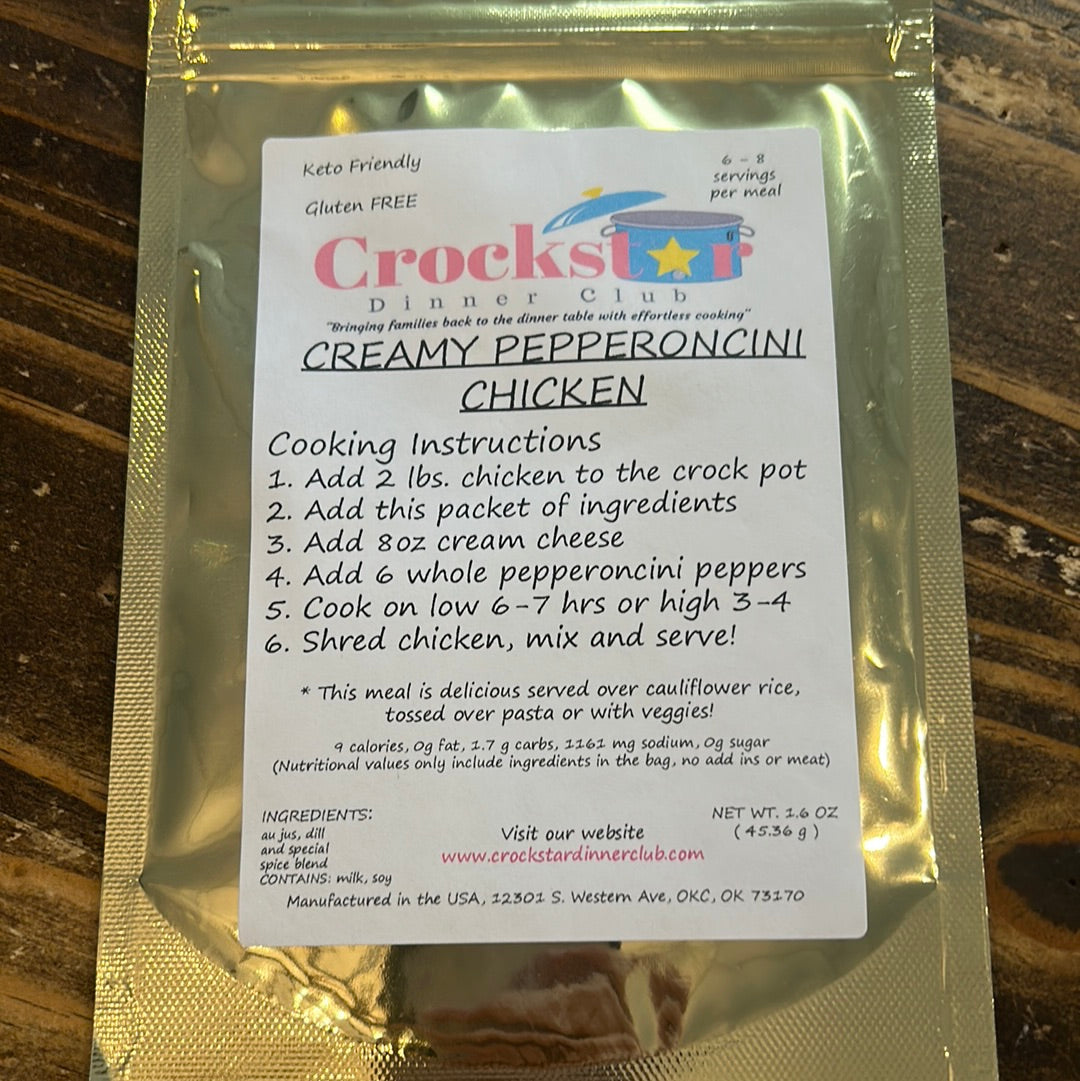 Keto Friendly
6 - 8
servings
per meal
Gluten FREE
Crockstar
Dinner Club
"Bringing families back to the dinner table with effortless cooking"
CREAMY PEPPERONCINI
CHICKEN
Cooking Instructions
1. Add 2 lbs. chicken to the crock pot
2. Add this packet of ingredients
3. Add 8oz cream cheese
4. Add 6 whole pepperoncini peppers
5. Cook on low 6-7 hrs or high 3-4
6. Shred chicken, mix and serve!
* This meal is delicious served over cauliflower rice,
tossed over pasta or with veggies!
9 calories, 0g fat, 1.7 g carbs, 1161 mg sodium, 0g sugar
(Nutritional values only include ingredients in the bag, no add ins or meat)
INGREDIENTS:
au jus, dill
and special
spice blend
CONTAINS: milk, soy
Visit our website
www.crockstardinnerclub.com
NET WT. 1.6 OZ
(45.36 g)
Manufactured in the USA, 12301 S. Western Ave, OKC, OK 73170